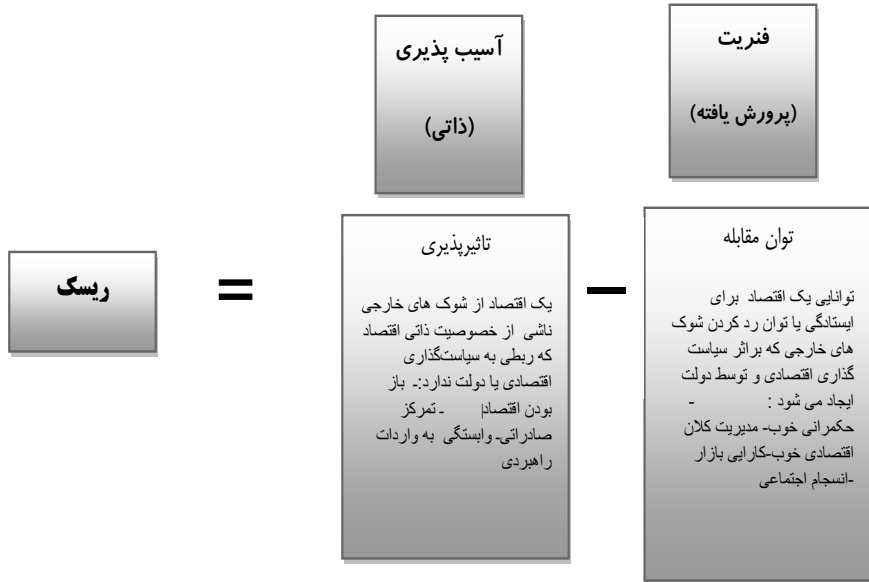 فنریت
(پرورش یافته)
آسیب پذیری
(ذاتی)
توان مقابله
توانایی یک اقتصاد برای
ایستادگی یا توان رد کردن شوک
های خارجی که براثر سیاست
گذاری اقتصادی و توسط دولت
ایجاد می شود : -
حکمرانی خوب- مدیریت کلان
اقتصادی خوب-کارایی بازار
-انسجام اجتماعی
–
تاثیرپذیری
یک اقتصاد از شوک های خارجی
ناشی از خصوصیت ذاتی اقتصاد
که ربطی به سیاست‌گذاری
اقتصادی یا دولت ندارد:ـ باز
بودن اقتصاد| ـ تمرکز
صادراتی- وابستگی به واردات
راهبردی
=
ریسک